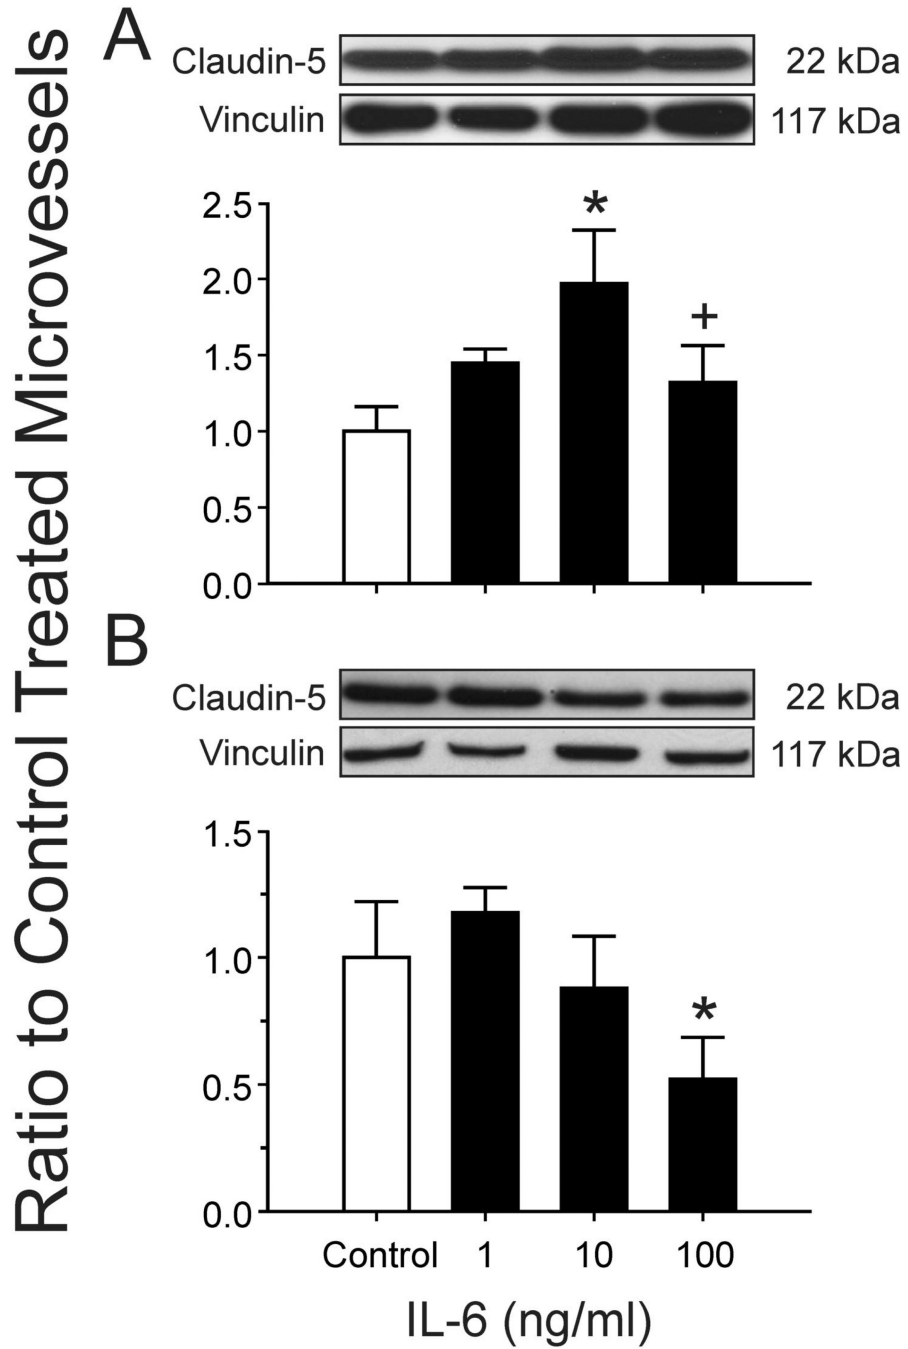 Ratio to Control Treated Microvessels
A
Claudin-5 22 kDa
Vinculin 117 kDa
2.5
*
2.0
+
1.5
1.0
0.5
0.0
B
Claudin-5 22 kDa
Vinculin 117 kDa
1.5
1.0
*
0.5
0.0
Control 1 10 100
IL-6 (ng/ml)